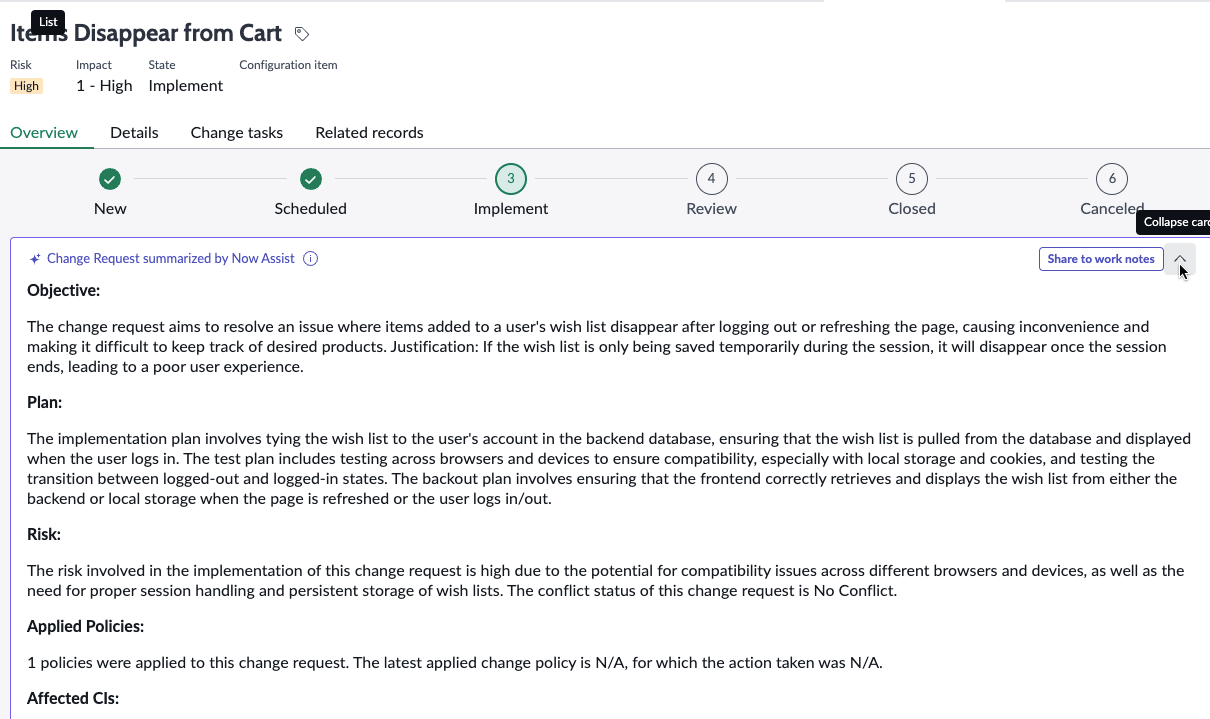 List
Items Disappear from Cart
Risk Impact State Configuration item
High 1 - High Implement
Overview Details Change tasks Related records
3 4 5 6
New Scheduled Implement Review Closed Canceled
Collapse card
Change Request summarized by Now Assist Share to work notes
Objective:
The change request aims to resolve an issue where items added to a user's wish list disappear after logging out or refreshing the page, causing inconvenience and
making it difficult to keep track of desired products. Justification: If the wish list is only being saved temporarily during the session, it will disappear once the session
ends, leading to a poor user experience.
Plan:
The implementation plan involves tying the wish list to the user's account in the backend database, ensuring that the wish list is pulled from the database and displayed
when the user logs in. The test plan includes testing across browsers and devices to ensure compatibility, especially with local storage and cookies, and testing the
transition between logged-out and logged-in states. The backout plan involves ensuring that the frontend correctly retrieves and displays the wish list from either the
backend or local storage when the page is refreshed or the user logs in/out.
Risk:
The risk involved in the implementation of this change request is high due to the potential for compatibility issues across different browsers and devices, as well as the
need for proper session handling and persistent storage of wish lists. The conflict status of this change request is No Conflict.
Applied Policies:
1 policies were applied to this change request. The latest applied change policy is N/A, for which the action taken was N/A.
Affected CIs: